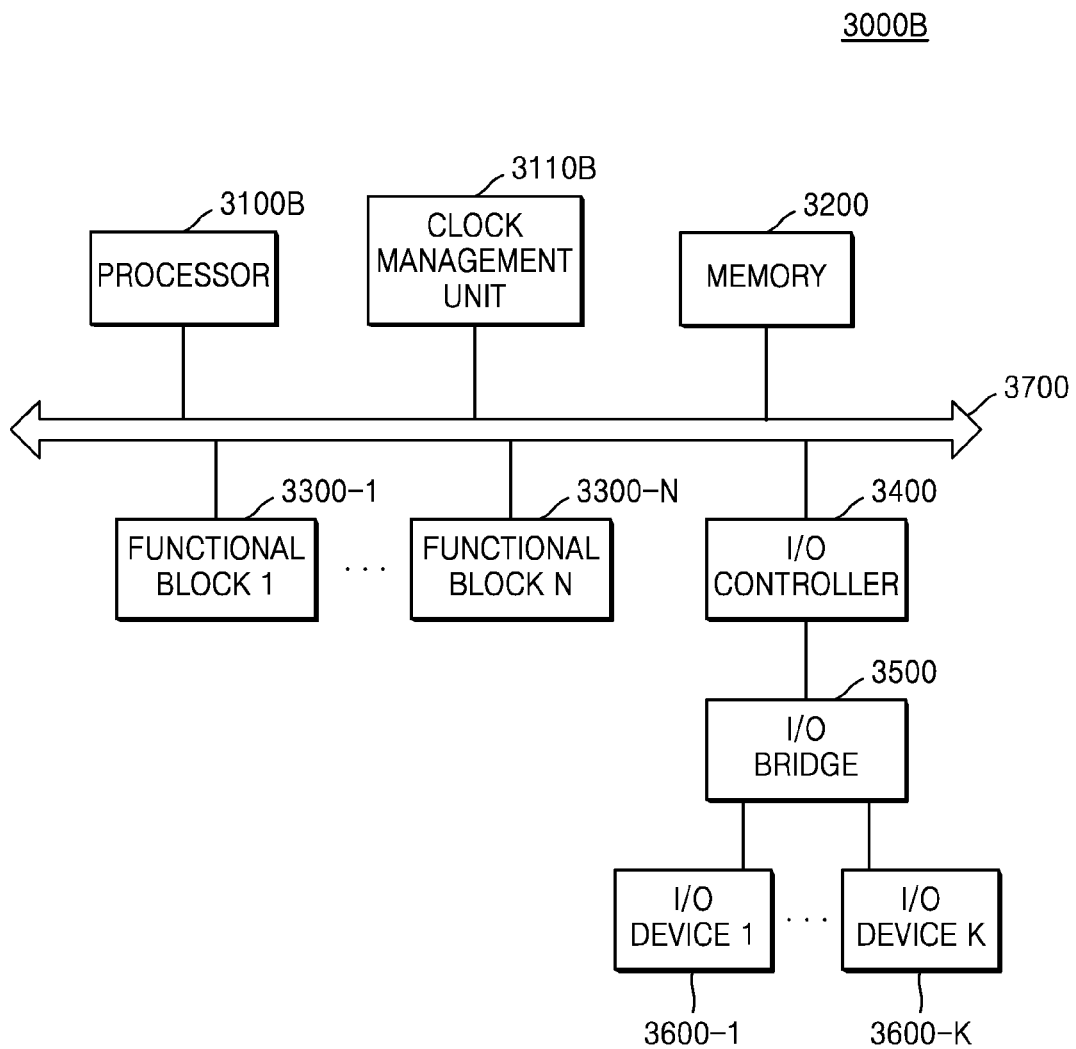 3000B
3100B
3110B
3200
PROCESSOR
CLOCK
MANAGEMENT
UNIT
MEMORY
3700
3300-1
3300-N
3400
FUNCTIONAL
BLOCK 1
. . .
FUNCTIONAL
BLOCK N
I/O
CONTROLLER
3500
I/O
BRIDGE
I/O
DEVICE 1
. . .
I/O
DEVICE K
3600-1
3600-K